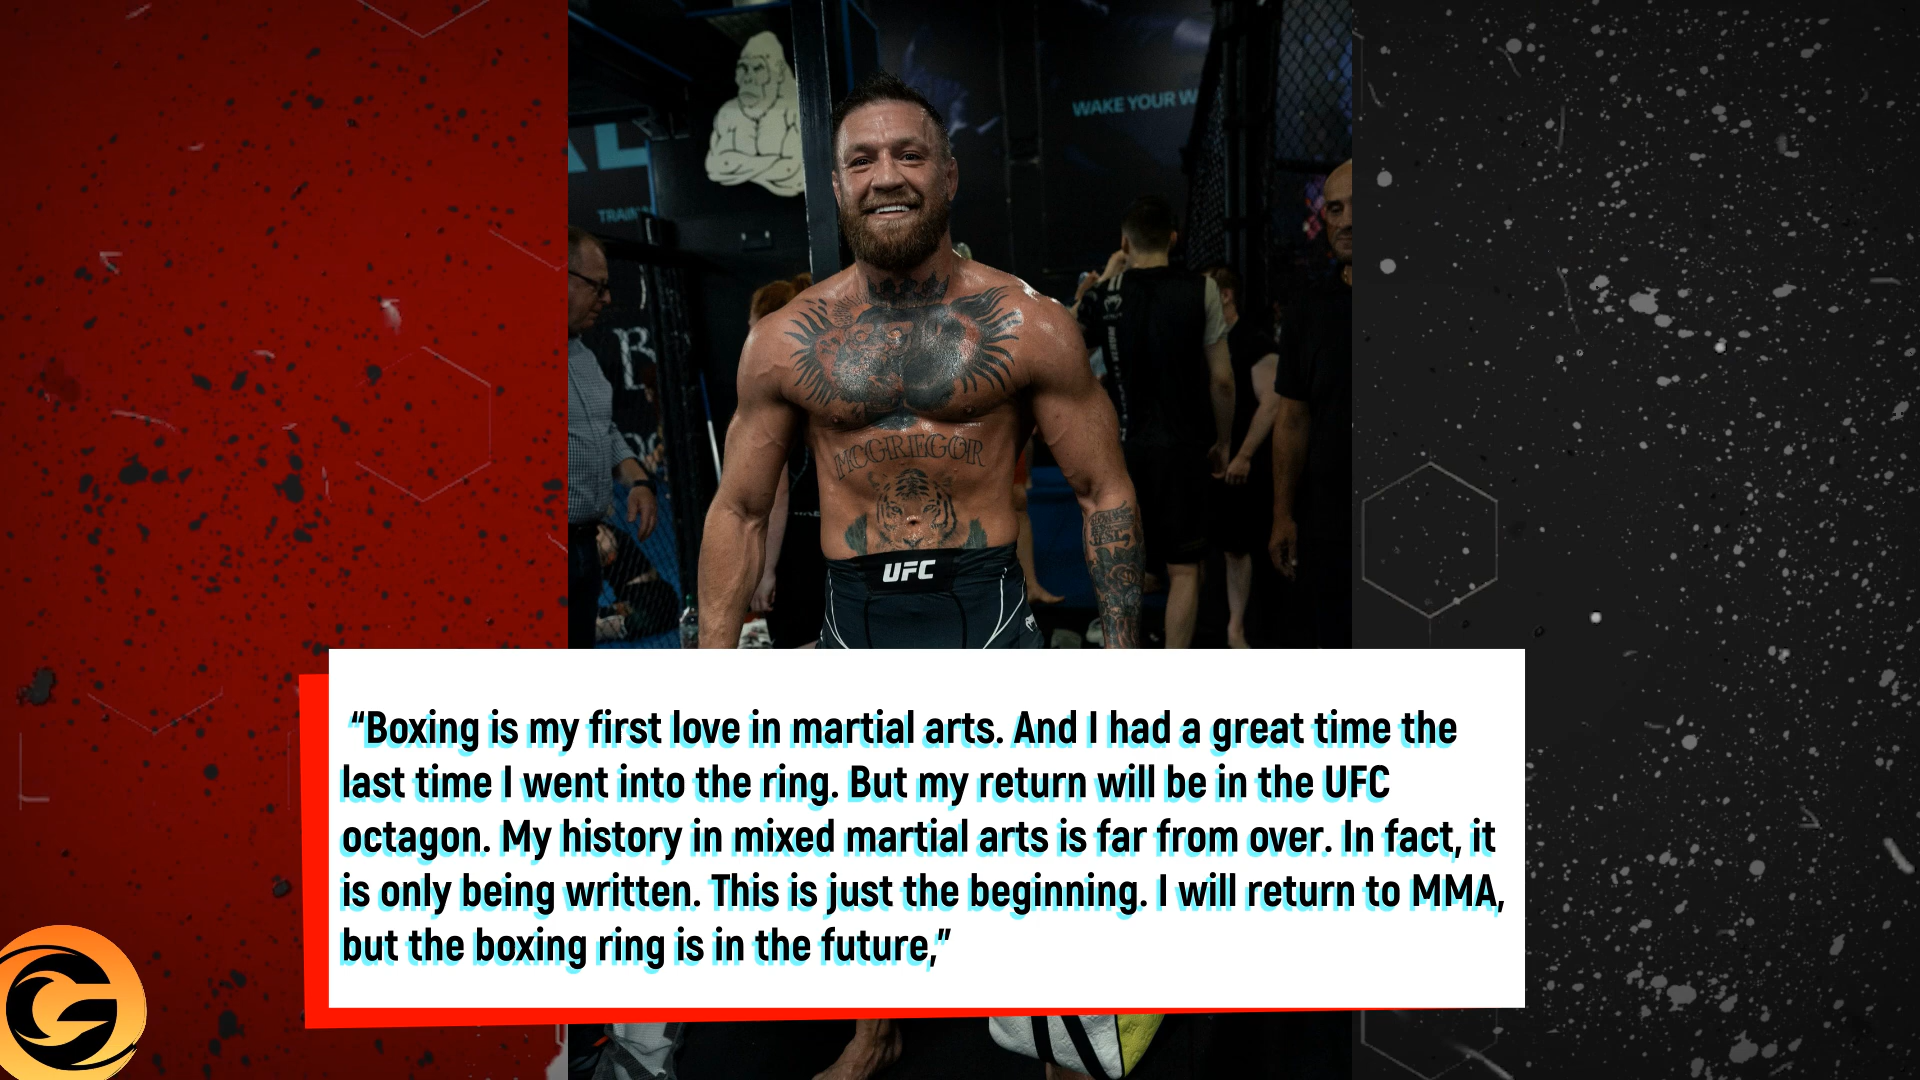 WAKE YOUR W
TRAIN
MCGREGOR
UFC
“Boxing is my first love in martial arts. And I had a great time the
last time I went into the ring. But my return will be in the UFC
octagon. My history in mixed martial arts is far from over. In fact, it
is only being written. This is just the beginning. I will return to MMA,
but the boxing ring is in the future,”